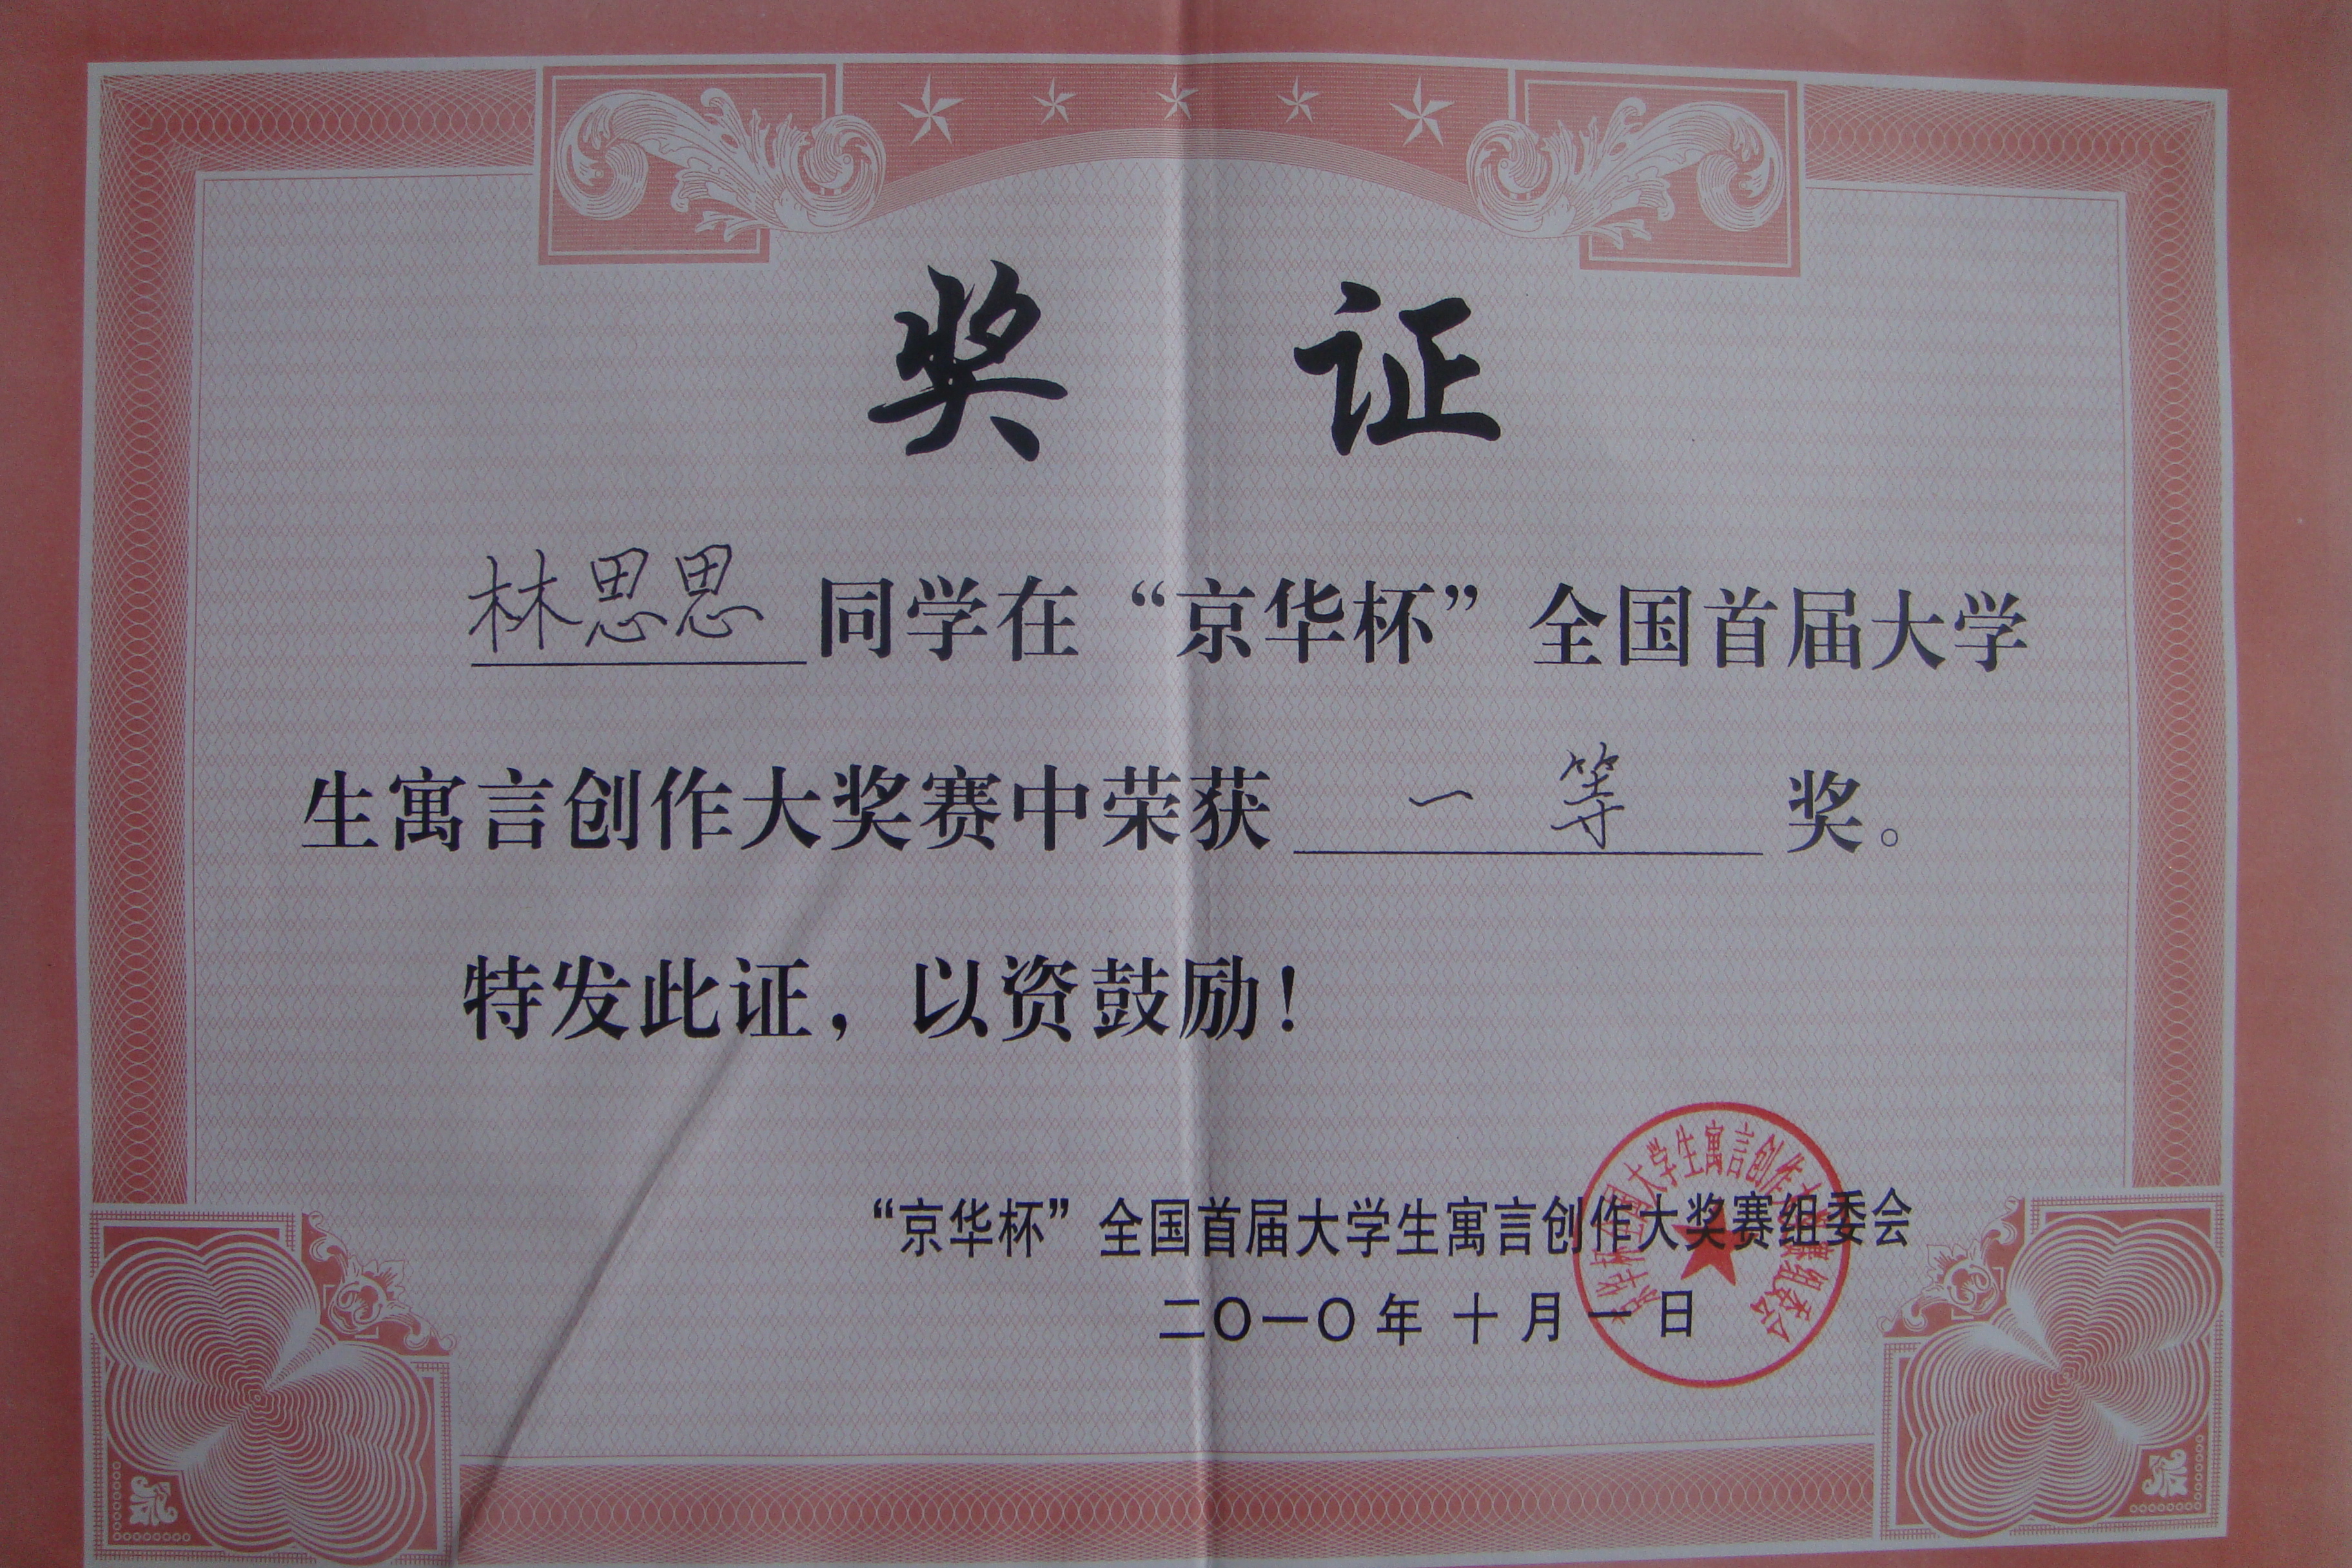 奖 证
林思思同学在“京华杯”全国首届大学
生寓言创作大奖赛中荣获 一等 奖。
特发此证，以资鼓励！
“京华杯”全国首届大学生寓言创作大奖赛组委会
二〇一〇年十月一日